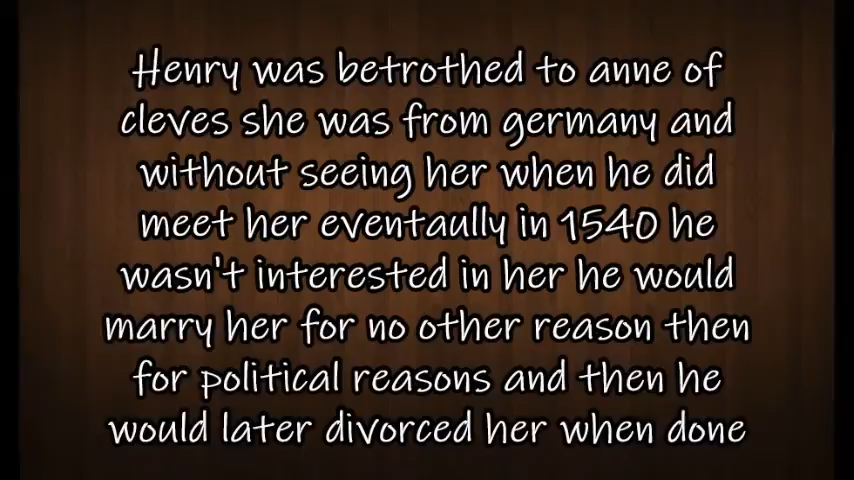 Henry was betrothed to anne of
cleves she was from germany and
without seeing her when he did
meet her eventaully in 1540 he
wasn't interested in her he would
marry her for no other reason then
for political reasons and then he
would later divorced her when done